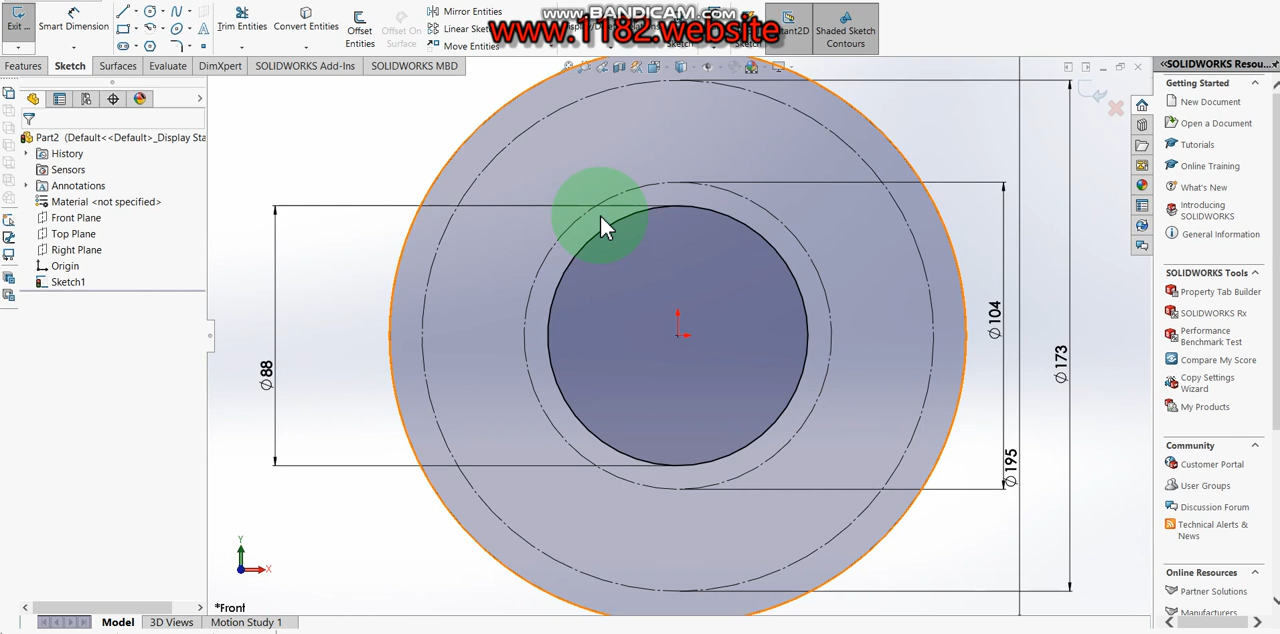 www.BANDICAM.com
www.1182.website
Exit ...
Smart Dimension
Trim Entities
Convert Entities
Offset Entities
Offset On Surface
Mirror Entities
Linear Sketc
Move Entities
Sketch
Instant2D
Shaded Sketch Contours
Features
Sketch
Surfaces
Evaluate
DimXpert
SOLIDWORKS Add-Ins
SOLIDWORKS MBD
Part2 (Default<<Default>_Display Sta
History
Sensors
Annotations
Material <not specified>
Front Plane
Top Plane
Right Plane
Origin
Sketch1
Ø88
Ø104
Ø173
Ø195
Y
X
*Front
Model
3D Views
Motion Study 1
SOLIDWORKS Resou...
Getting Started
New Document
Open a Document
Tutorials
Online Training
What's New
Introducing SOLIDWORKS
General Information
SOLIDWORKS Tools
Property Tab Builder
SOLIDWORKS Rx
Performance Benchmark Test
Compare My Score
Copy Settings Wizard
My Products
Community
Customer Portal
User Groups
Discussion Forum
Technical Alerts & News
Online Resources
Partner Solutions
Manufacturers